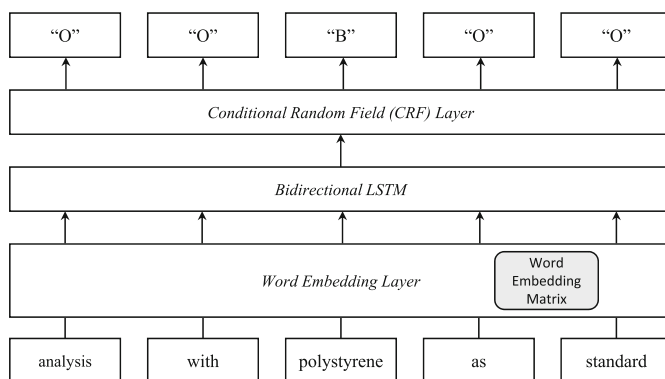 “O” “O” “B” “O” “O”
Conditional Random Field (CRF) Layer
Bidirectional LSTM
Word Embedding Layer
Word
Embedding
Matrix
analysis with polystyrene as standard